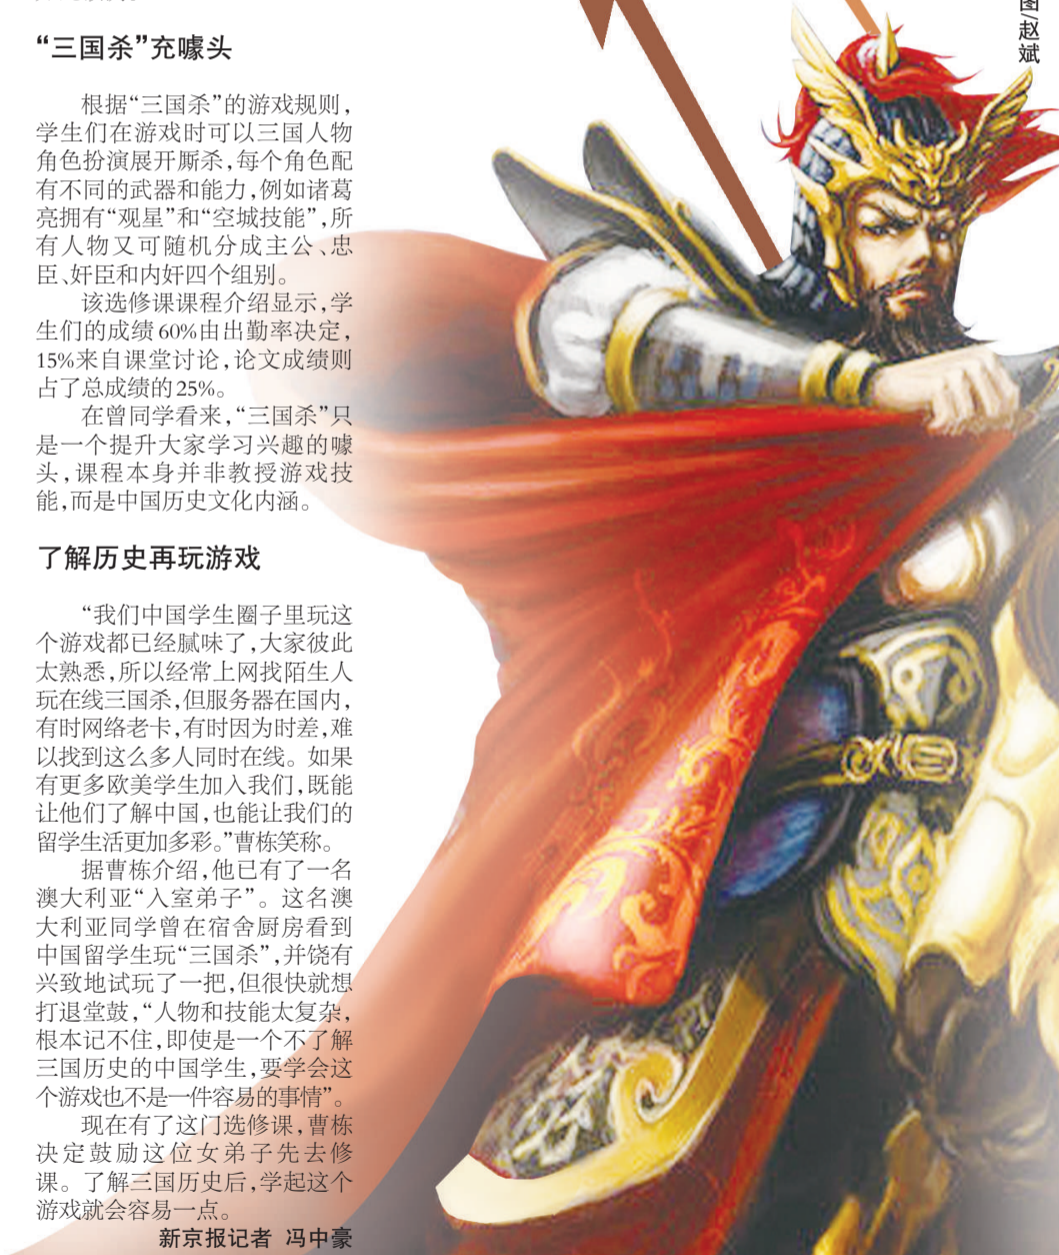 “三国杀”充噱头
根据“三国杀”的游戏规则，
学生们在游戏时可以三国人物
角色扮演展开厮杀，每个角色配
有不同的武器和能力，例如诸葛
亮拥有“观星”和“空城技能”，所
有人物又可随机分成主公、忠
臣、奸臣和内奸四个组别。
该选修课课程介绍显示，学
生们的成绩60%由出勤率决定，
15%来自课堂讨论，论文成绩则
占了总成绩的25%。
在曾同学看来，“三国杀”只
是一个提升大家学习兴趣的噱
头，课程本身并非教授游戏技
能，而是中国历史文化内涵。
了解历史再玩游戏
“我们中国学生圈子里玩这
个游戏都已经腻味了，大家彼此
太熟悉，所以经常上网找陌生人
玩在线三国杀，但服务器在国内，
有时网络老卡，有时因为时差，难
以找到这么多人同时在线。如果
有更多欧美学生加入我们，既能
让他们了解中国，也能让我们的
留学生活更加多彩。”曹栋笑称。
据曹栋介绍，他已有了一名
澳大利亚“入室弟子”。这名澳
大利亚同学曾在宿舍厨房看到
中国留学生玩“三国杀”，并饶有
兴致地试玩了一把，但很快就想
打退堂鼓，“人物和技能太复杂，
根本记不住，即使是一个不了解
三国历史的中国学生，要学会这
个游戏也不是一件容易的事情”。
现在有了这门选修课，曹栋
决定鼓励这位女弟子先去修
课。了解三国历史后，学起这个
游戏就会容易一点。
新京报记者 冯中豪
图/赵斌